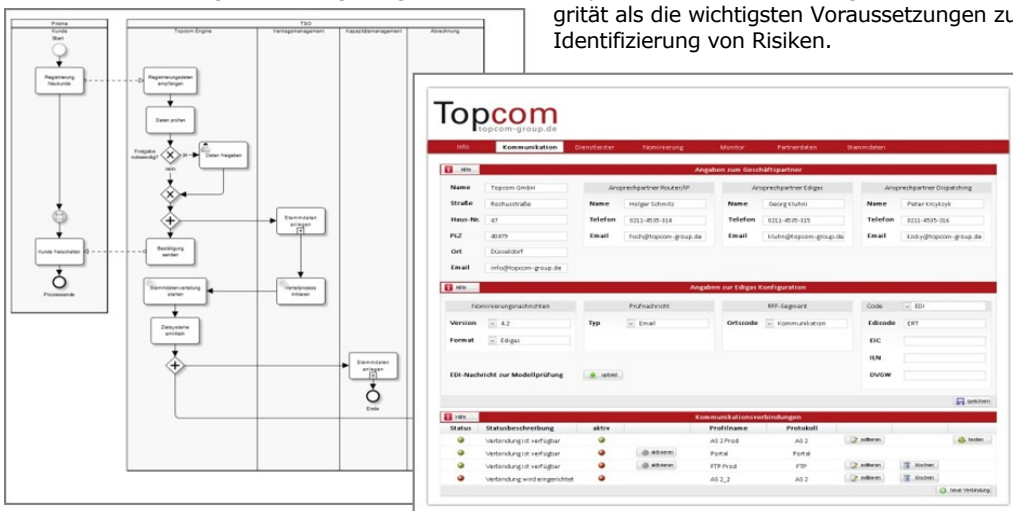 grität als die wichtigsten Voraussetzungen zu
Identifizierung von Risiken.
Prisma
Kunde
Start
Registrierung
Neukunde
Kunde freischalten
Prozessende
TSO
Topcom Engine
Vertragsmanagement
Kapazitätsmanagement
Abrechnung
Registrierungsdaten
empfangen
Daten prüfen
Freigabe
notwendig?
ja
Daten freigeben
nein
Stammdaten
anlegen
Bestätigung
senden
Stammdatenverteilung
starten
Vertriebsprozess
initiieren
Zielsysteme
ermitteln
Stammdaten
anlegen
Ende
Topcom
topcom-group.de
Info Kommunikation Dienstleister Nominierung Monitor Partnerdaten Stammdaten
Hilfe Angaben zum Geschäftspartner
Name Topcom GmbH Ansprechpartner Router/IP Ansprechpartner Edigas Ansprechpartner Dispatching
Straße Rochusstraße Name Holger Schmitz Name Georg Kluhni Name Peter
Haus-Nr. 47 Telefon 0211-4535-314 Telefon 0211-4535-315 Telefon 0211-4535-316
PLZ 40479 Email Email Email
Ort Düsseldorf
Email info@topcom-group.de
Hilfe Angaben zur Edigas Konfiguration
Nominierungsnachrichten Prüfnachricht RFF-Segment Code EDI
Version 4.2 Typ Email Ortscode Kommunikation Edicode ERT
Format Edigas EIC
ILN
EDI-Nachricht zur Modellprüfung upload DVGW
speichern
Hilfe Kommunikationsverbindungen
Status Statusbeschreibung aktiv Profilname Protokoll
Verbindung ist verfügbar AS 2 Prod AS 2 editieren testen
Verbindung ist verfügbar aktivieren Portal Portal
Verbindung ist verfügbar aktivieren FTP Prod FTP editieren löschen
Verbindung wird eingerichtet AS 2_2 AS 2 editieren löschen
neue Verbindung